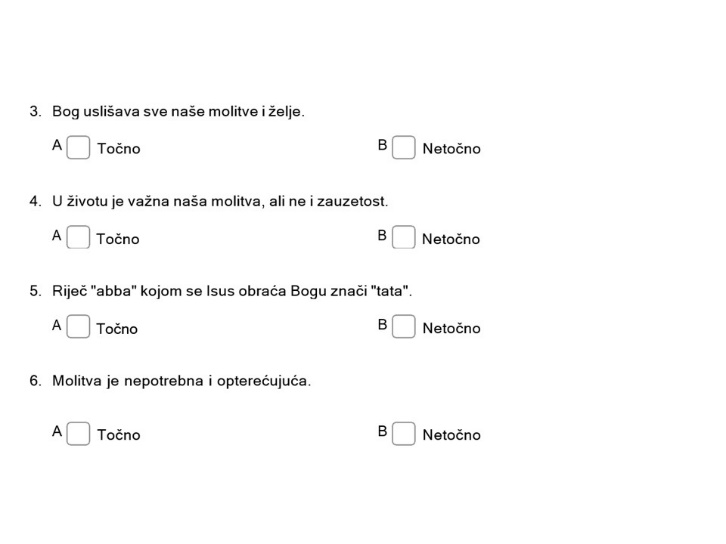 3. Bog uslišava sve naše molitve i želje.
A Točno B Netočno
4. U životu je važna naša molitva, ali ne i zauzetost.
A Točno B Netočno
5. Riječ "abba" kojom se Isus obraća Bogu znači "tata".
A Točno B Netočno
6. Molitva je nepotrebna i opterećujuća.
A Točno B Netočno